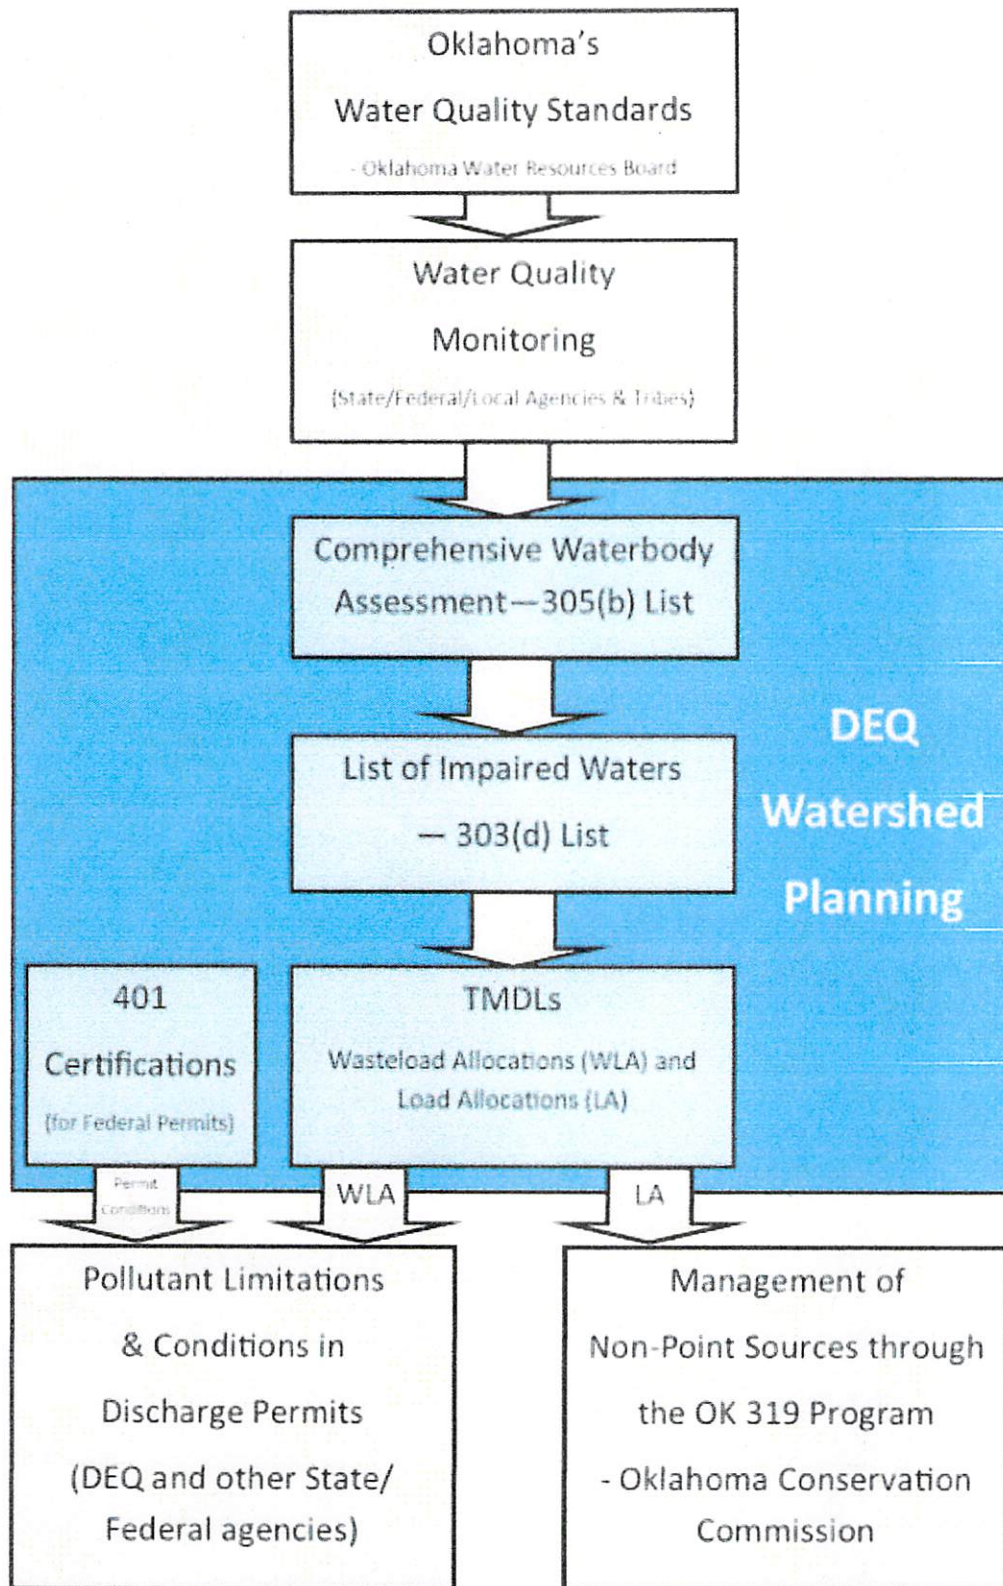 Oklahoma's
Water Quality Standards
- Oklahoma Water Resources Board
Water Quality
Monitoring
(State/Federal/Local Agencies & Tribes)
Comprehensive Waterbody
Assessment—305(b) List
List of Impaired Waters
— 303(d) List
DEQ
Watershed
Planning
401
Certifications
(for Federal Permits)
TMDLs
Wasteload Allocations (WLA) and
Load Allocations (LA)
Permit
Conditions
WLA
LA
Pollutant Limitations
& Conditions in
Discharge Permits
(DEQ and other State/
Federal agencies)
Management of
Non-Point Sources through
the OK 319 Program
- Oklahoma Conservation
Commission